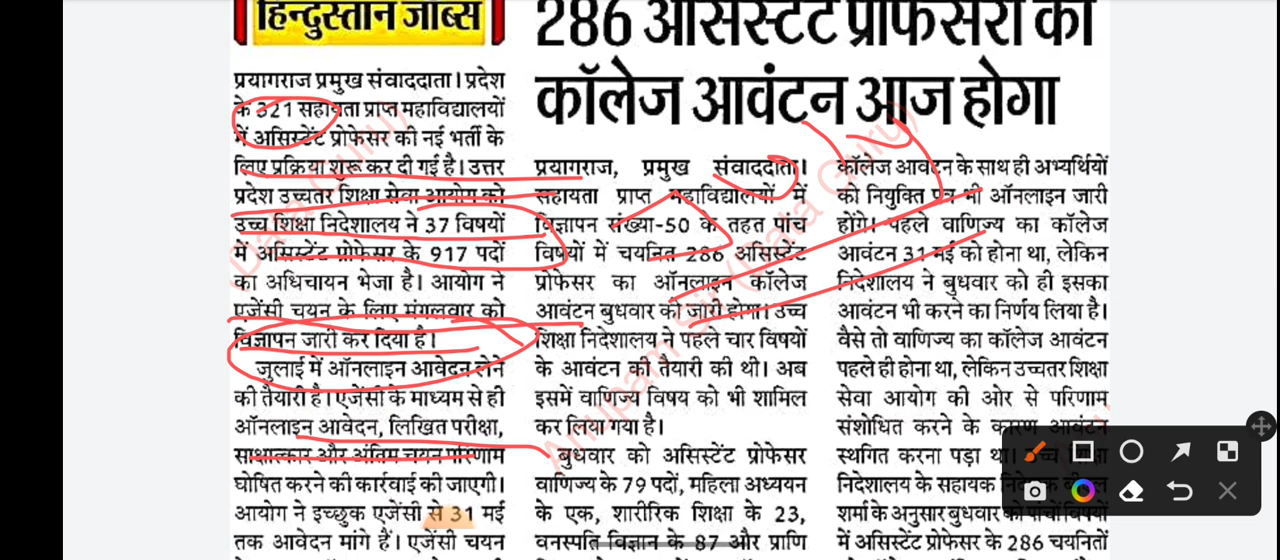 हिन्दुस्तान जॉब्स
286 असिस्टेंट प्रोफेसरों का
कॉलेज आवंटन आज होगा
प्रयागराज प्रमुख संवाददाता। प्रदेश
के 321 सहायता प्राप्त महाविद्यालयों
में असिस्टेंट प्रोफेसर की नई भर्ती के
लिए प्रक्रिया शुरू कर दी गई है। उत्तर
प्रदेश उच्चतर शिक्षा सेवा आयोग को
उच्च शिक्षा निदेशालय ने 37 विषयों
में असिस्टेंट प्रोफेसर के 917 पदों
का अधियाचन भेजा है। आयोग ने
एजेंसी चयन के लिए मंगलवार को
विज्ञापन जारी कर दिया है।
जुलाई में ऑनलाइन आवेदन लेने
की तैयारी है। एजेंसी के माध्यम से ही
ऑनलाइन आवेदन, लिखित परीक्षा,
साक्षात्कार और अंतिम चयन परिणाम
घोषित करने की कार्रवाई की जाएगी।
आयोग ने इच्छुक एजेंसी से 31 मई
तक आवेदन मांगे हैं। एजेंसी चयन
प्रयागराज, प्रमुख संवाददाता।
सहायता प्राप्त महाविद्यालयों में
विज्ञापन संख्या-50 के तहत पांच
विषयों में चयनित 286 असिस्टेंट
प्रोफेसर का ऑनलाइन कॉलेज
आवंटन बुधवार को जारी होगा। उच्च
शिक्षा निदेशालय ने पहले चार विषयों
के आवंटन की तैयारी की थी। अब
इसमें वाणिज्य विषय को भी शामिल
कर लिया गया है।
बुधवार को असिस्टेंट प्रोफेसर
वाणिज्य के 79 पदों, महिला अध्ययन
के एक, शारीरिक शिक्षा के 23,
वनस्पति विज्ञान के 87 और प्राणि
कॉलेज आवंटन के साथ ही अभ्यर्थियों
को नियुक्ति पत्र भी ऑनलाइन जारी
होंगे। पहले वाणिज्य का कॉलेज
आवंटन 31 मई को होना था, लेकिन
निदेशालय ने बुधवार को ही इसका
आवंटन भी करने का निर्णय लिया है।
वैसे तो वाणिज्य का कॉलेज आवंटन
पहले ही होना था, लेकिन उच्चतर शिक्षा
सेवा आयोग की ओर से परिणाम
संशोधित करने के कारण आवंटन
स्थगित करना पड़ा था। उच्च शिक्षा
निदेशालय के सहायक
शर्मा के अनुसार बुधवार को पांचों विषयों
में असिस्टेंट प्रोफेसर के 286 चयनितों
Anupam Sir (Data Guru)